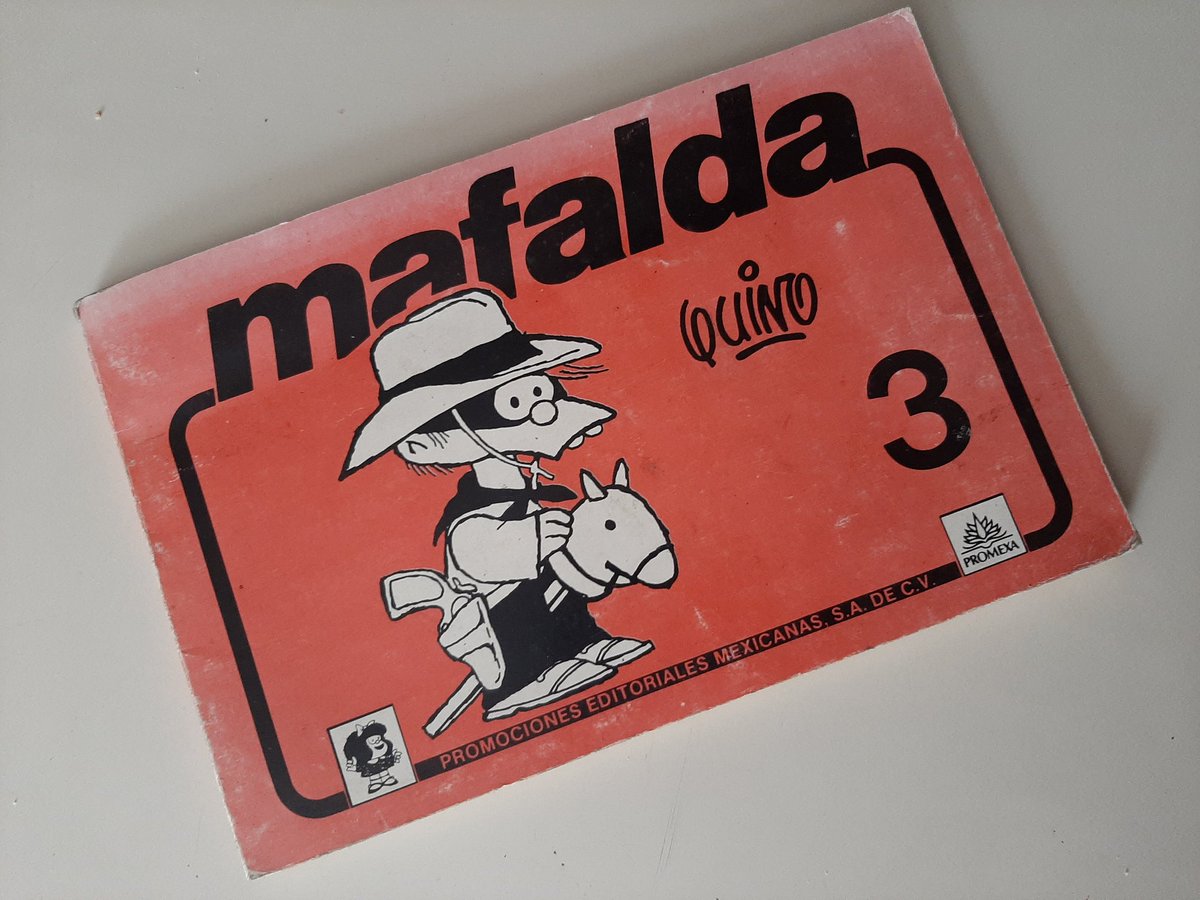 mafalda
QUINO
3
PROMEXA
PROMOCIONES EDITORIALES MEXICANAS, S.A. DE C.V.